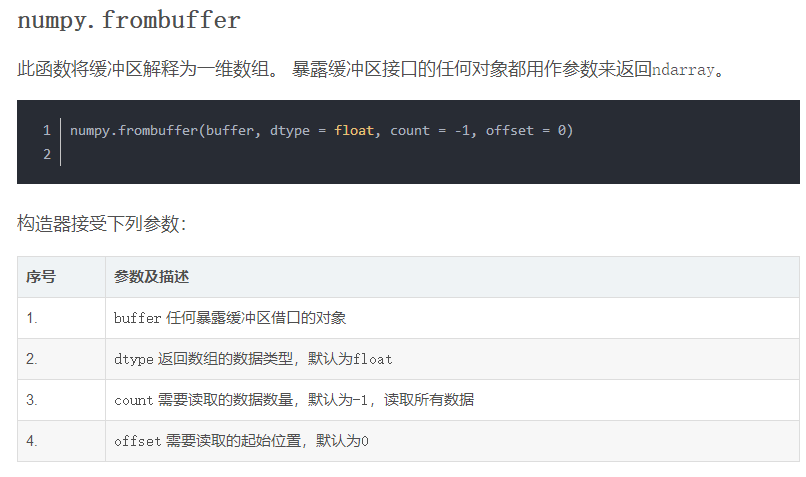 numpy.frombuffer
此函数将缓冲区解释为一维数组。 暴露缓冲区接口的任何对象都用作参数来返回ndarray。
1 numpy.frombuffer(buffer, dtype = float, count = -1, offset = 0)
2
构造器接受下列参数：
序号 参数及描述
1. buffer 任何暴露缓冲区借口的对象
2. dtype 返回数组的数据类型，默认为float
3. count 需要读取的数据数量，默认为-1，读取所有数据
4. offset 需要读取的起始位置，默认为0